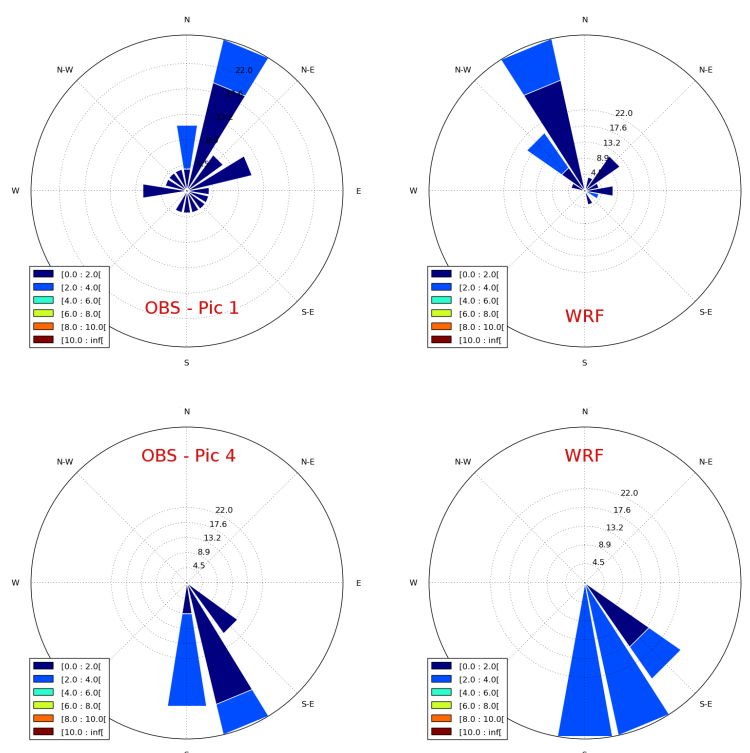 N
N-W
N-E
22.0
W
E
S-E
S
[0.0 : 2.0[
[2.0 : 4.0[
[4.0 : 6.0[
[6.0 : 8.0[
[8.0 : 10.0[
[10.0 : inf[
OBS - Pic 1
N
N-W
N-E
22.0
17.6
13.2
8.9
W
E
S-E
S
[0.0 : 2.0[
[2.0 : 4.0[
[4.0 : 6.0[
[6.0 : 8.0[
[8.0 : 10.0[
[10.0 : inf[
WRF
N
OBS - Pic 4
N-W
N-E
22.0
17.6
13.2
8.9
4.5
W
E
S-E
[0.0 : 2.0[
[2.0 : 4.0[
[4.0 : 6.0[
[6.0 : 8.0[
[8.0 : 10.0[
[10.0 : inf[
N
WRF
N-W
N-E
22.0
17.6
13.2
8.9
4.5
W
S-E
[0.0 : 2.0[
[2.0 : 4.0[
[4.0 : 6.0[
[6.0 : 8.0[
[8.0 : 10.0[
[10.0 : inf[